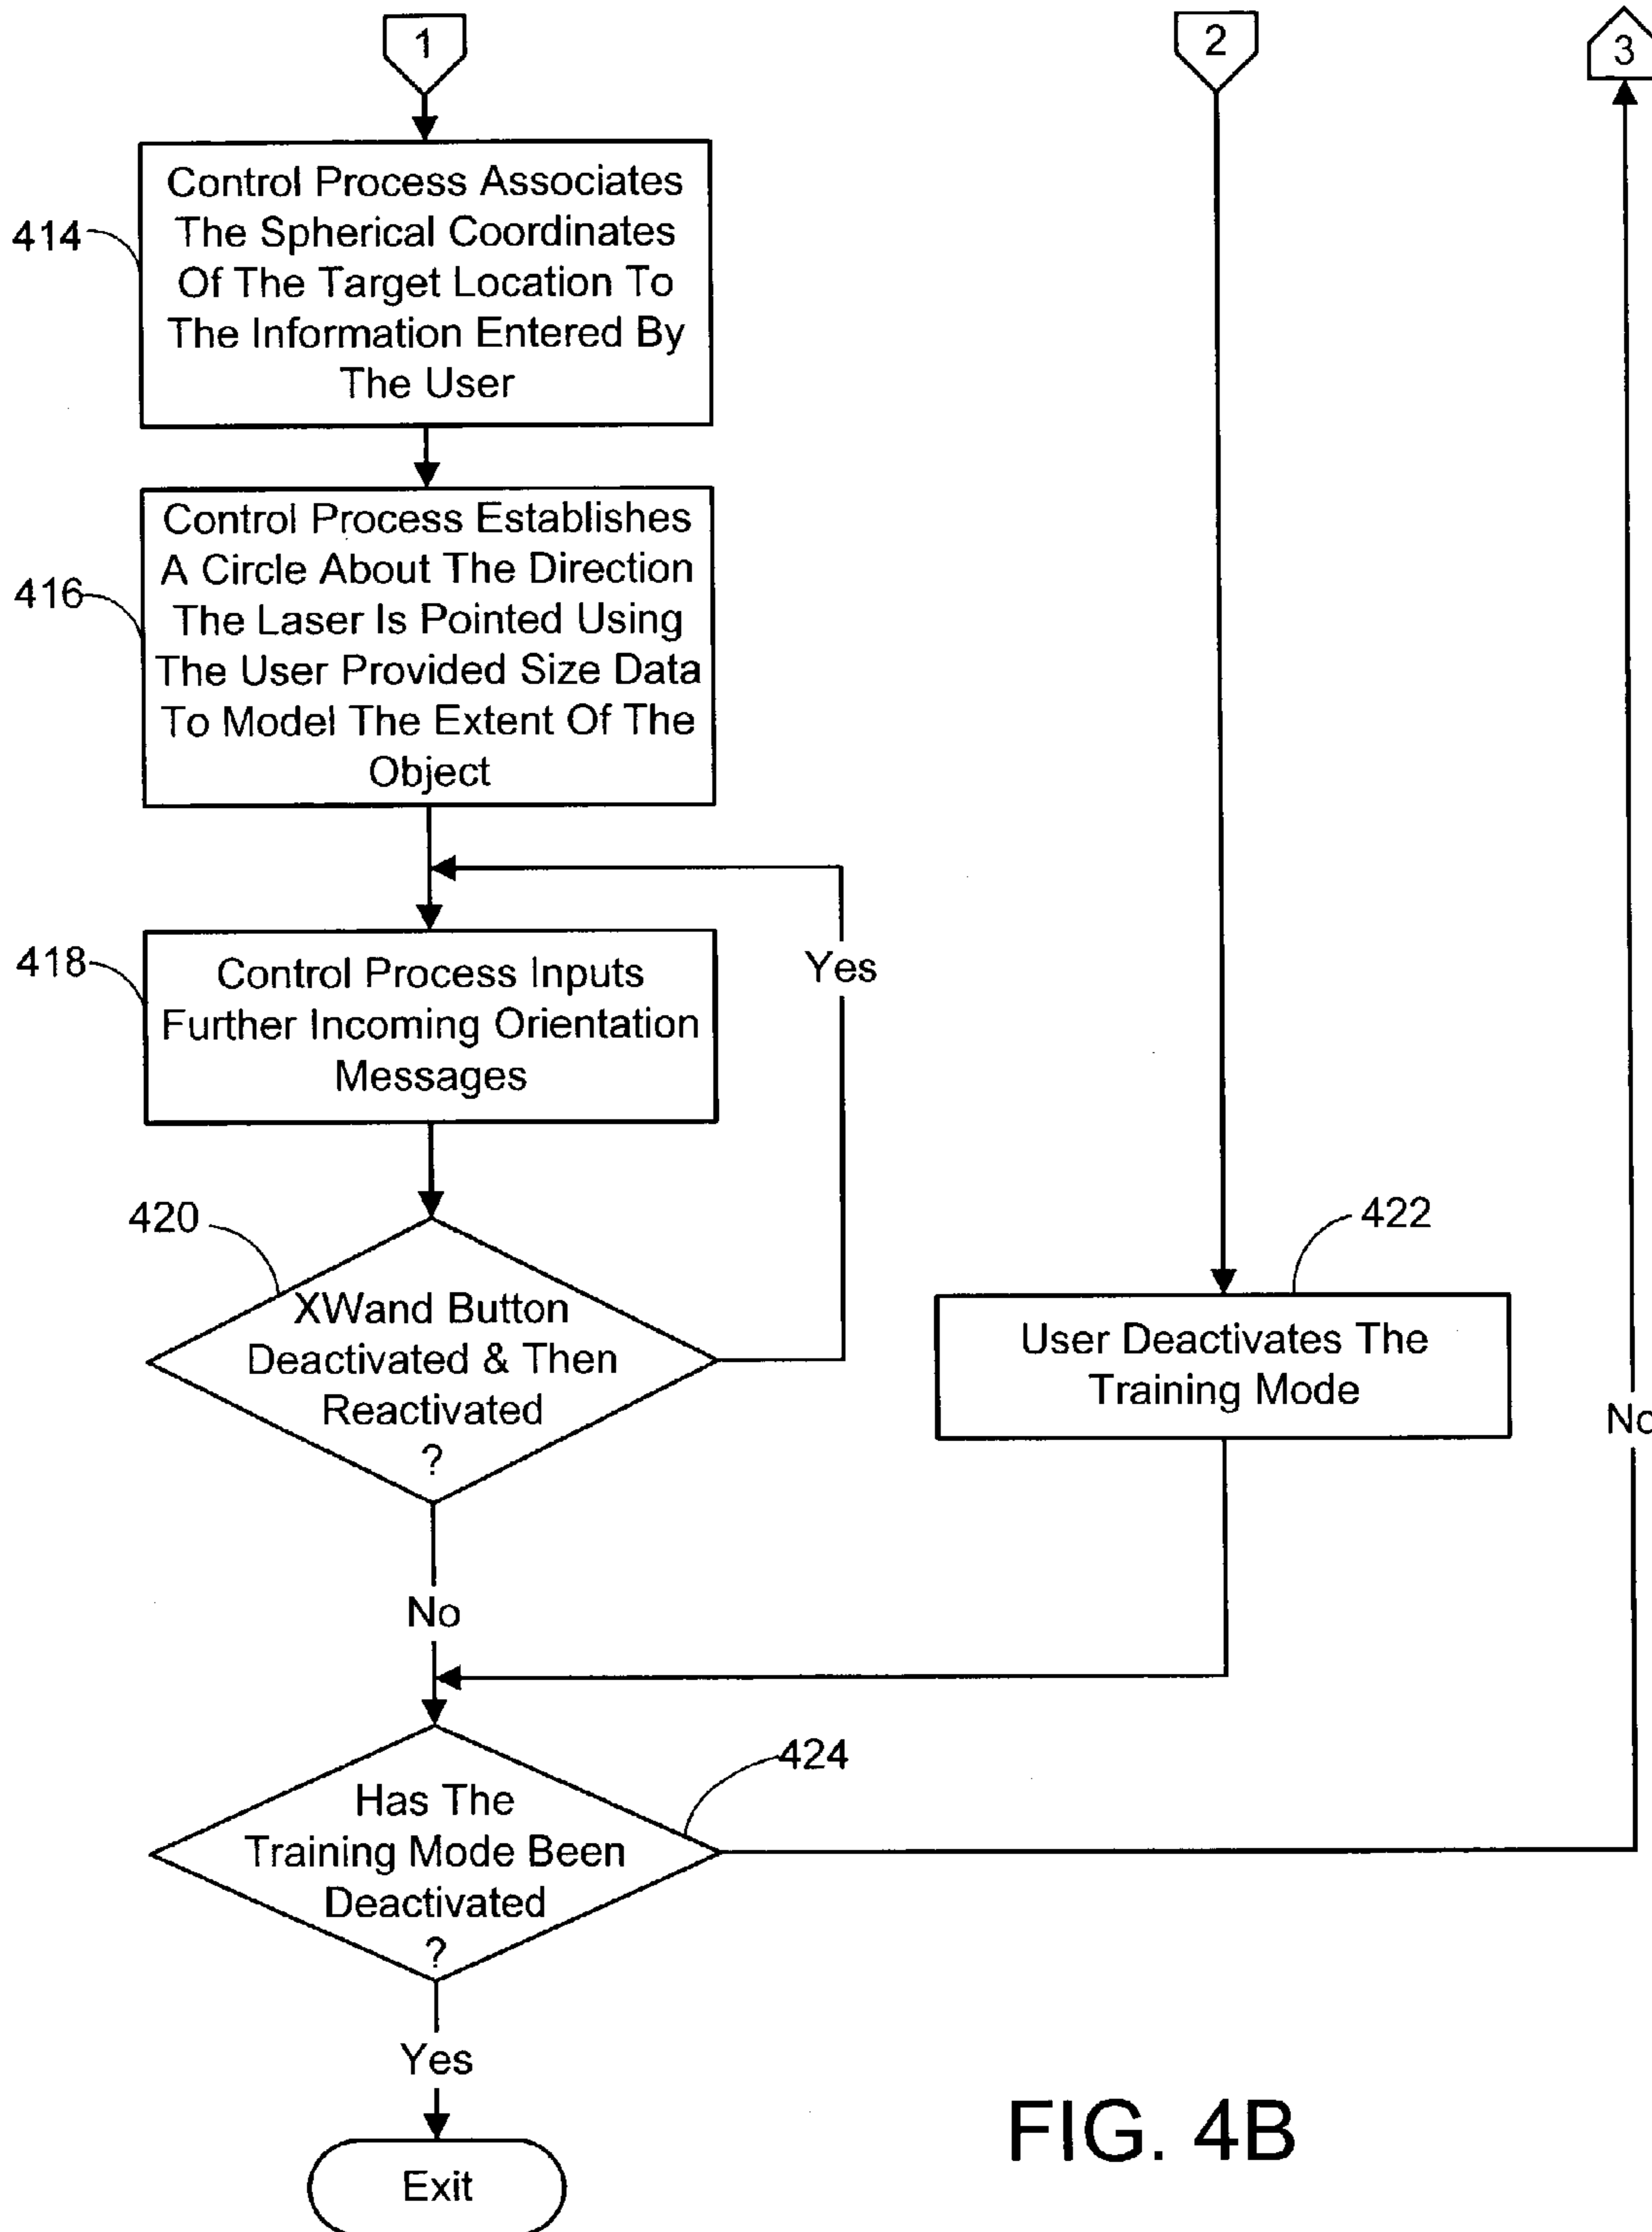 1
2
3
414
Control Process Associates
The Spherical Coordinates
Of The Target Location To
The Information Entered By
The User
416
Control Process Establishes
A Circle About The Direction
The Laser Is Pointed Using
The User Provided Size Data
To Model The Extent Of The
Object
418
Control Process Inputs
Further Incoming Orientation
Messages
Yes
420
XWand Button
Deactivated & Then
Reactivated
?
422
User Deactivates The
Training Mode
No
No
424
Has The
Training Mode Been
Deactivated
?
Yes
Exit
FIG. 4B